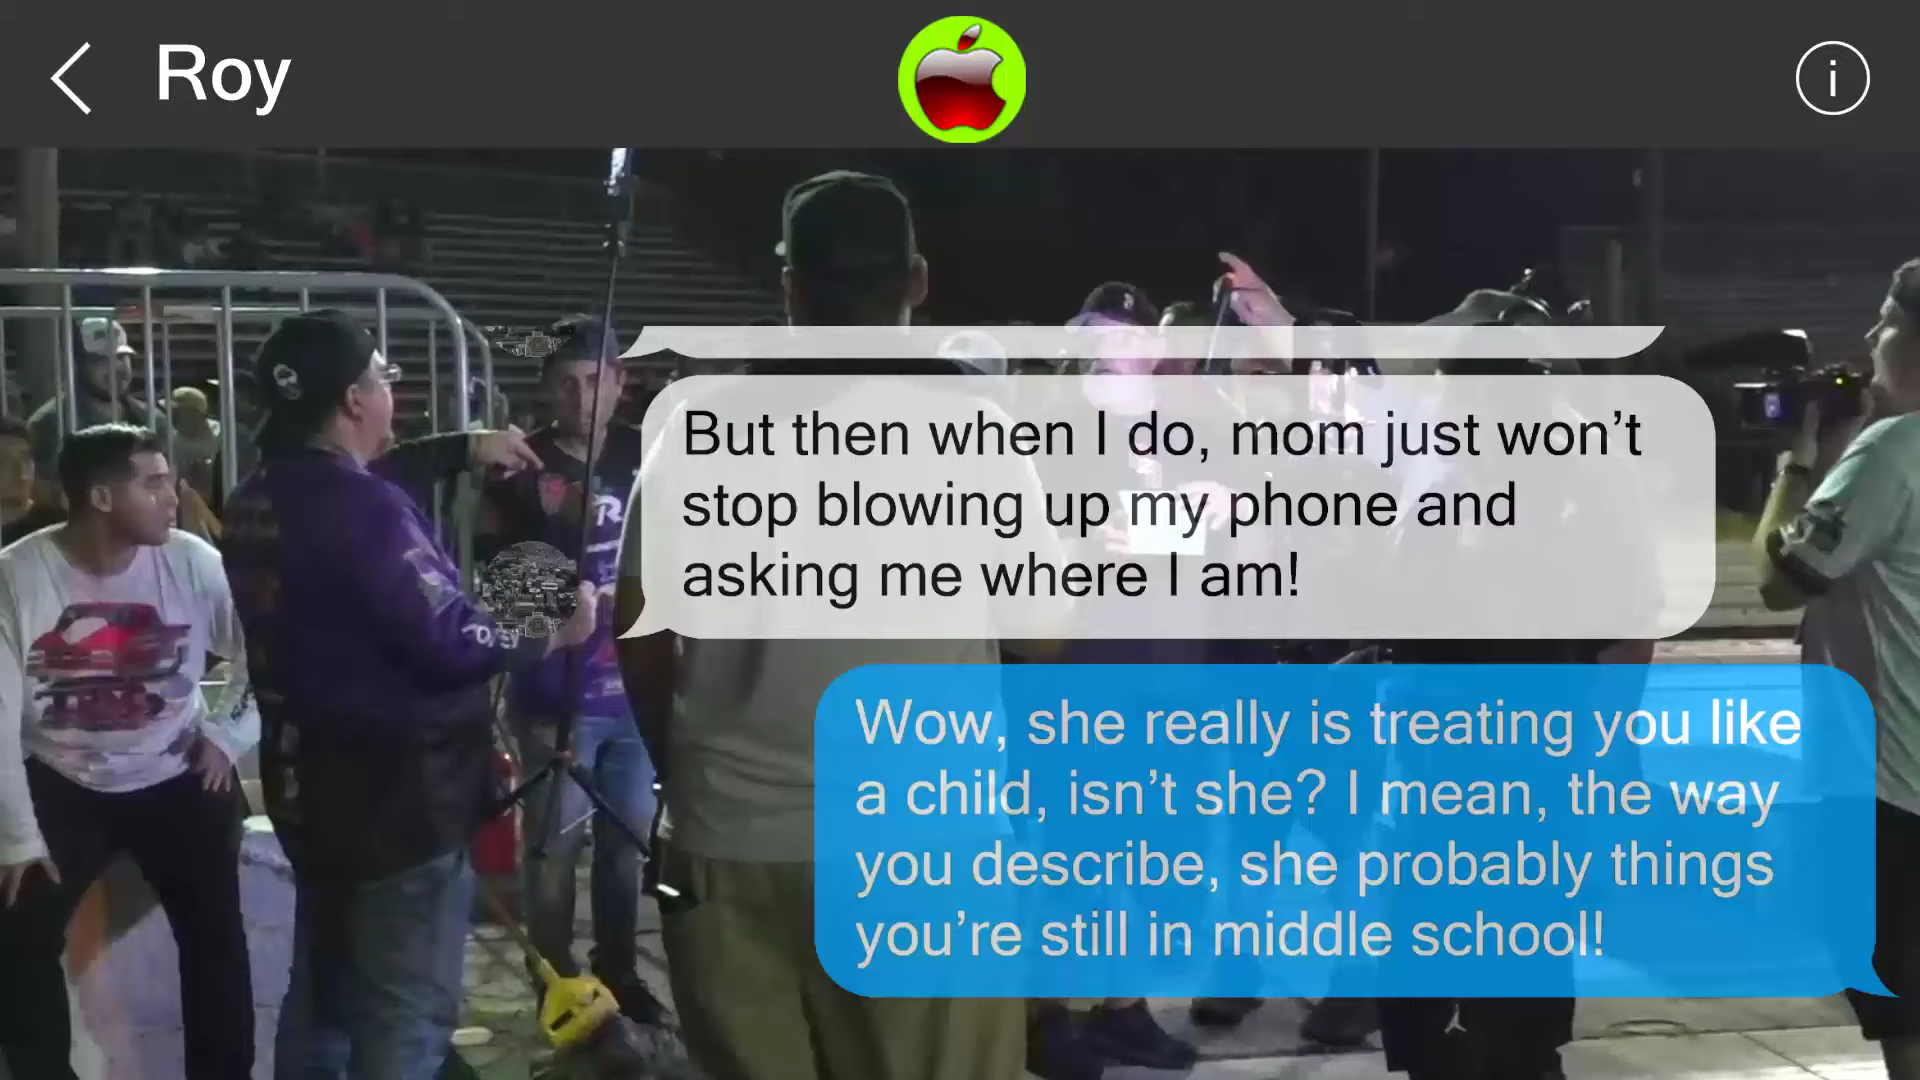 Roy
But then when I do, mom just won’t
stop blowing up my phone and
asking me where I am!
Wow, she really is treating you like
a child, isn’t she? I mean, the way
you describe, she probably things
you’re still in middle school!